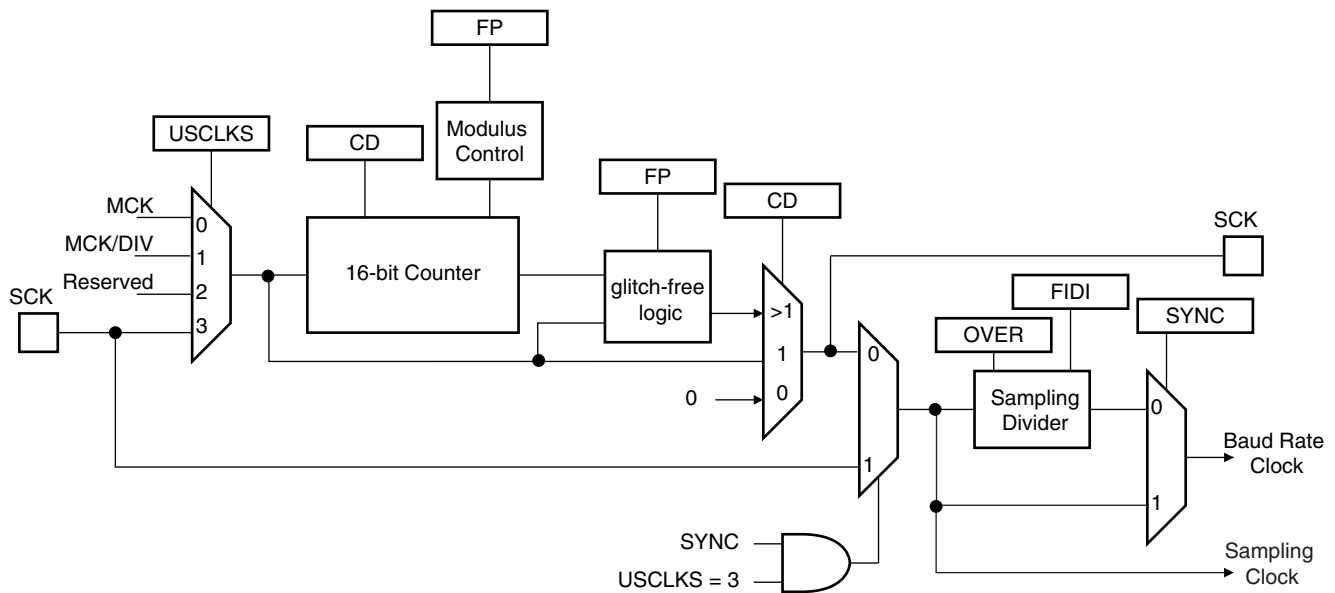 FP
USCLKS
CD
Modulus
Control
FP
CD
MCK
0
MCK/DIV
1
16-bit Counter
Reserved
2
SCK
3
glitch-free
logic
>1
1
0
0
SCK
FIDI
OVER
SYNC
0
1
Sampling
Divider
0
1
Baud Rate
Clock
SYNC
USCLKS = 3
Sampling
Clock